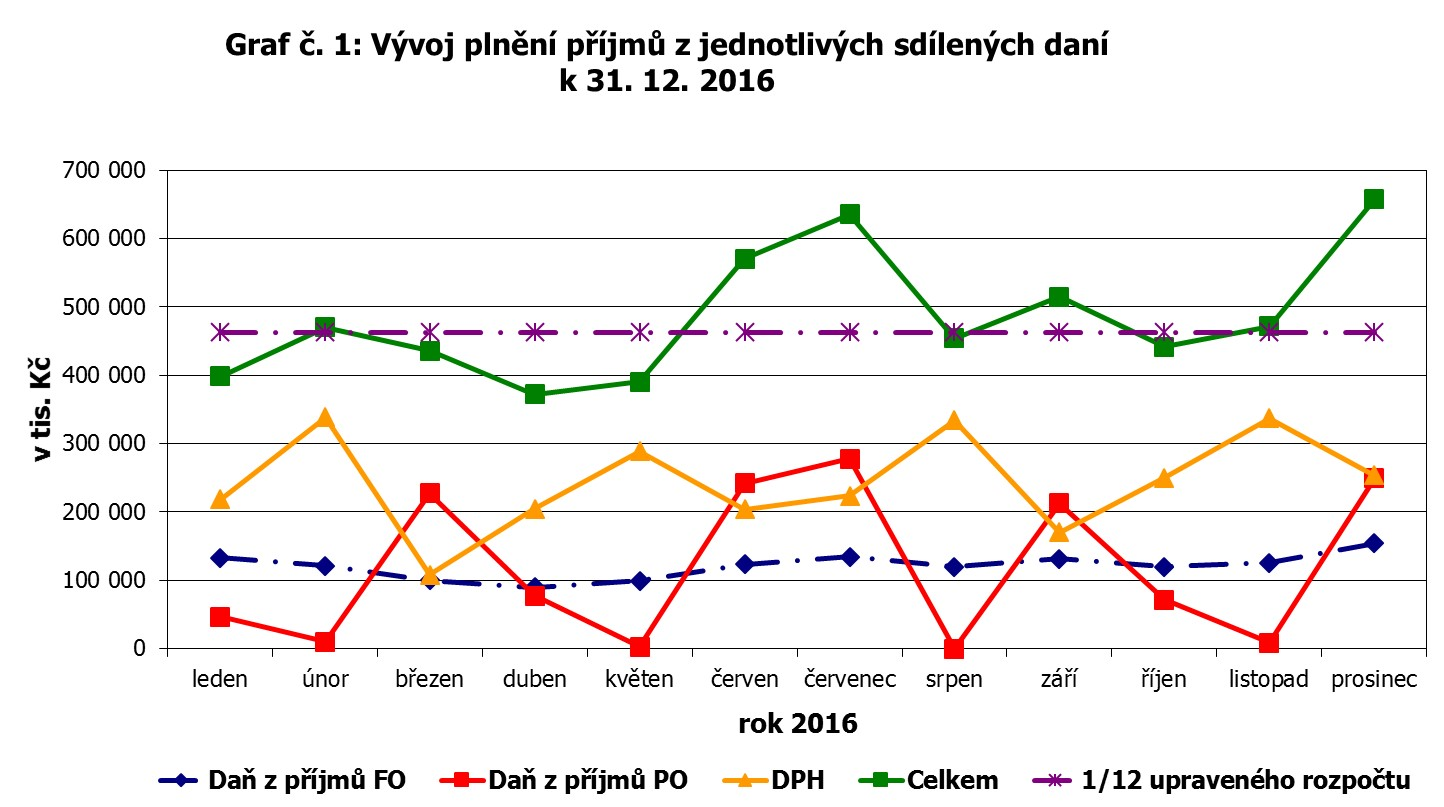 Graf č. 1: Vývoj plnění příjmů z jednotlivých sdílených daní
k 31. 12. 2016
700 000
600 000
500 000
400 000
300 000
200 000
100 000
0
v tis. Kč
leden únor březen duben květen červen červenec srpen září říjen listopad prosinec
rok 2016
Daň z příjmů FO Daň z příjmů PO DPH Celkem 1/12 upraveného rozpočtu